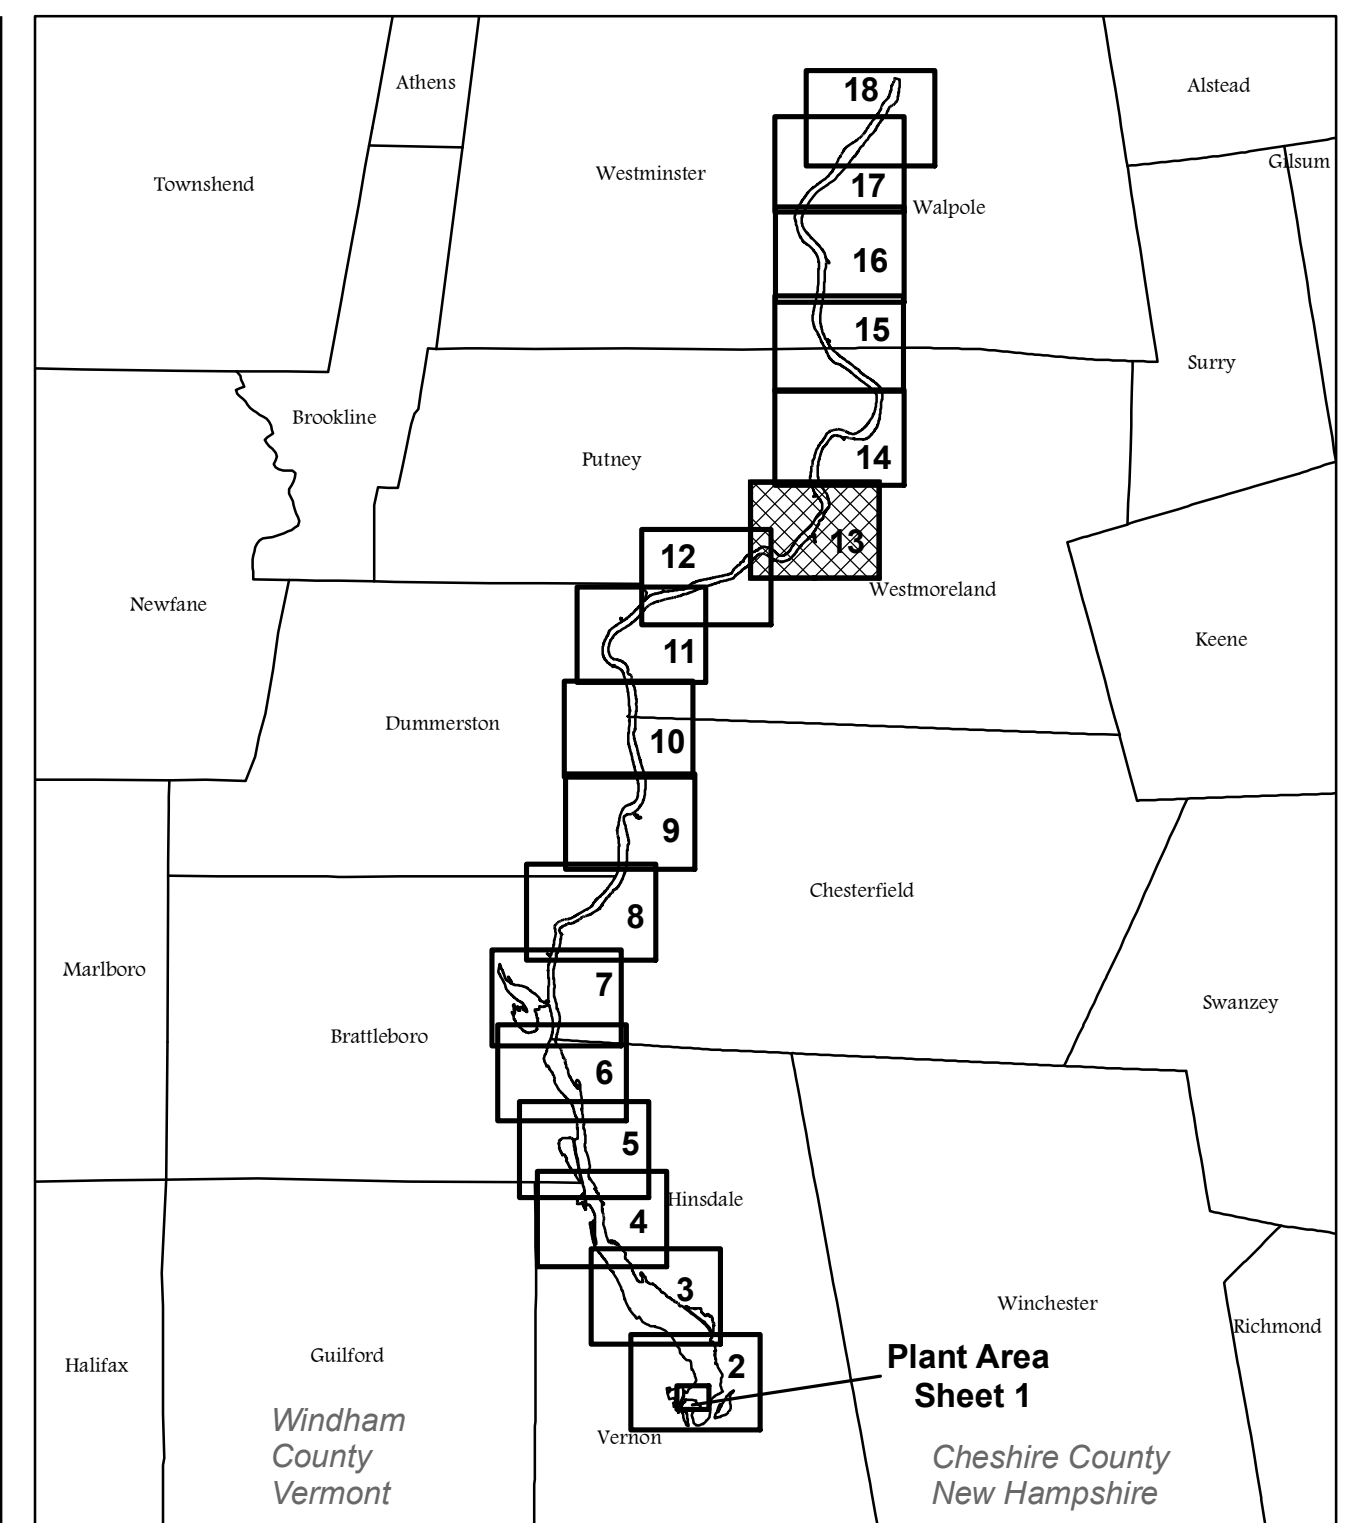 Athens
18
Alstead
Gilsum
Westminster
Townshend
17
Walpole
16
15
Surry
Brookline
Putney
14
13
12
Westmoreland
Newfane
Keene
11
Dummerston
10
9
Chesterfield
8
Marlboro
7
Swanzey
Brattleboro
6
5
Hinsdale
4
3
Winchester
Richmond
Guilford
Halifax
2
Plant Area
Sheet 1
Vernon
Windham
County
Vermont
Cheshire County
New Hampshire